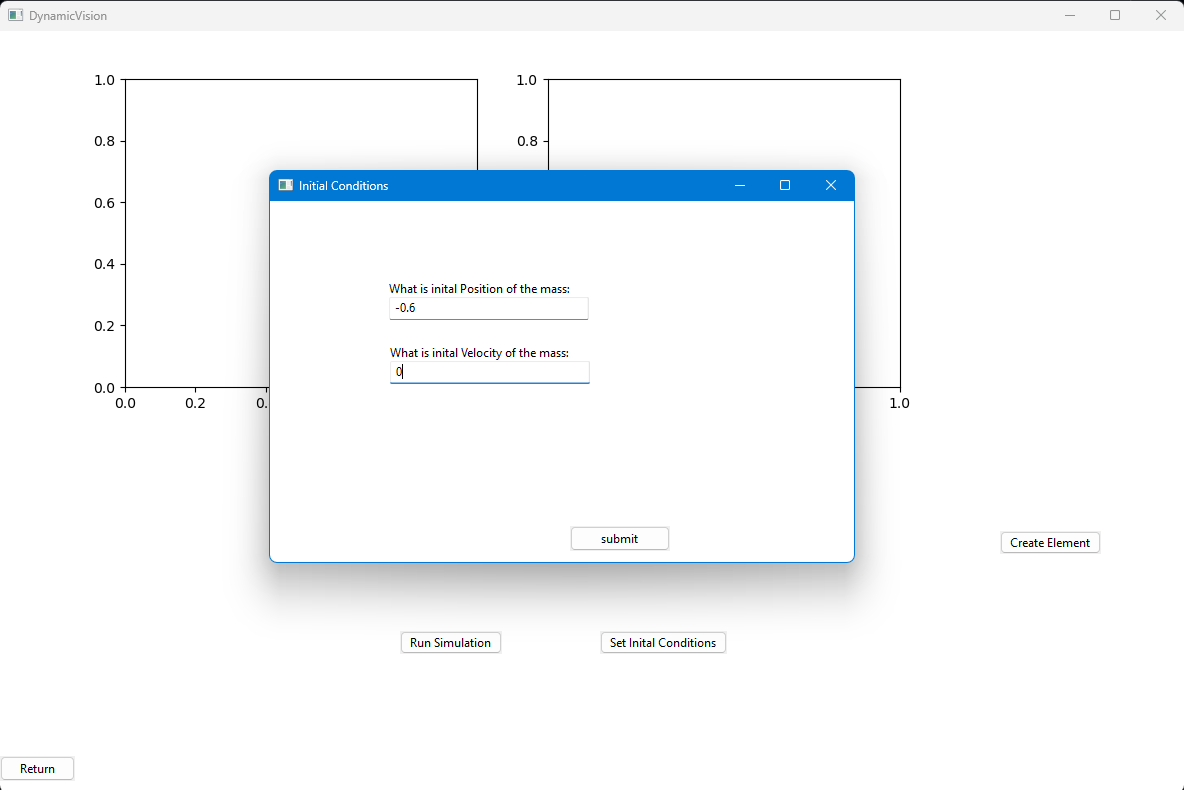 DynamicVision
1.0
0.8
0.6
0.4
0.2
0.0
0.0 0.2 0.
1.0
0.8
1.0
Initial Conditions
What is inital Position of the mass:
-0.6
What is inital Velocity of the mass:
0
submit
Create Element
Run Simulation
Set Inital Conditions
Return